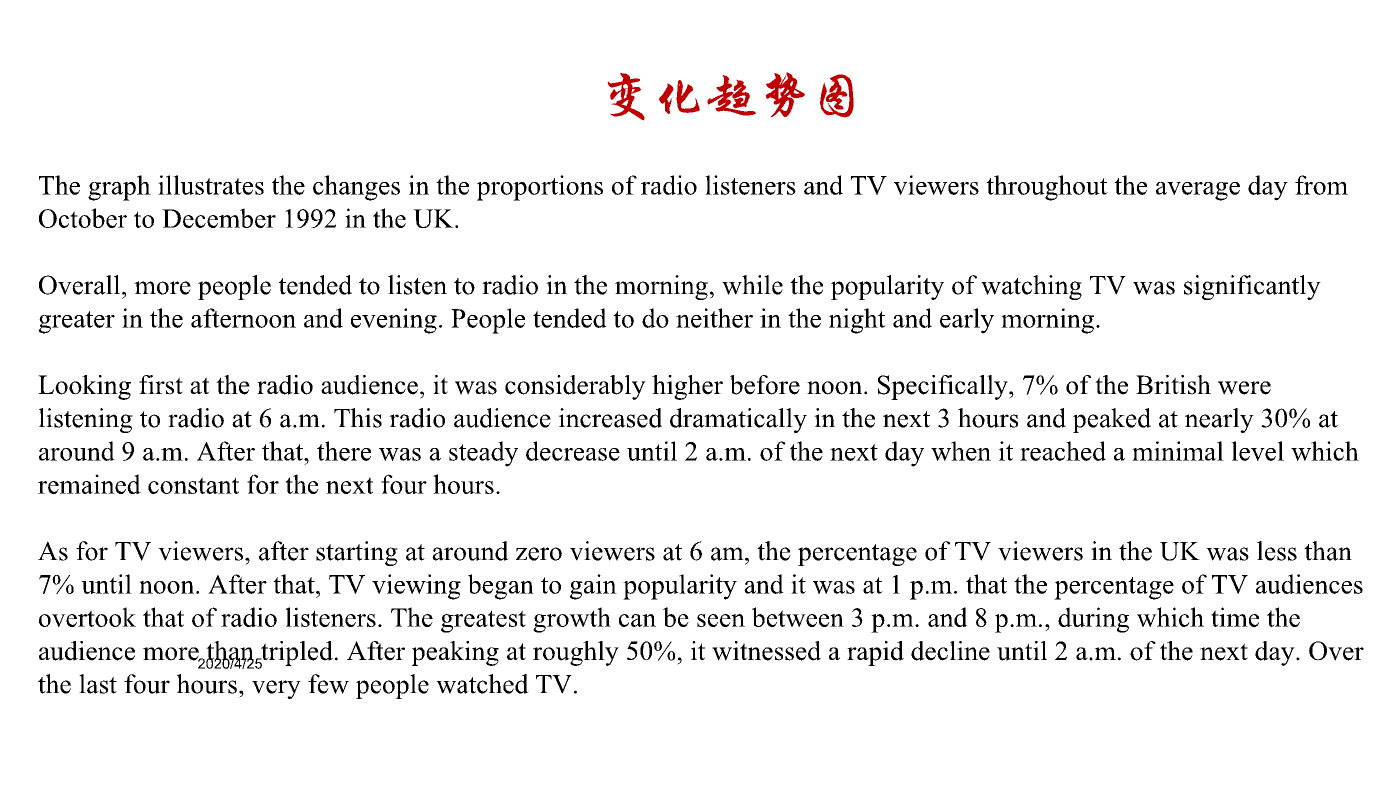 变化趋势图
The graph illustrates the changes in the proportions of radio listeners and TV viewers throughout the average day from
October to December 1992 in the UK.
Overall, more people tended to listen to radio in the morning, while the popularity of watching TV was significantly
greater in the afternoon and evening. People tended to do neither in the night and early morning.
Looking first at the radio audience, it was considerably higher before noon. Specifically, 7% of the British were
listening to radio at 6 a.m. This radio audience increased dramatically in the next 3 hours and peaked at nearly 30% at
around 9 a.m. After that, there was a steady decrease until 2 a.m. of the next day when it reached a minimal level which
remained constant for the next four hours.
As for TV viewers, after starting at around zero viewers at 6 am, the percentage of TV viewers in the UK was less than
7% until noon. After that, TV viewing began to gain popularity and it was at 1 p.m. that the percentage of TV audiences
overtook that of radio listeners. The greatest growth can be seen between 3 p.m. and 8 p.m., during which time the
audience more than tripled. After peaking at roughly 50%, it witnessed a rapid decline until 2 a.m. of the next day. Over
2020/4/25
the last four hours, very few people watched TV.